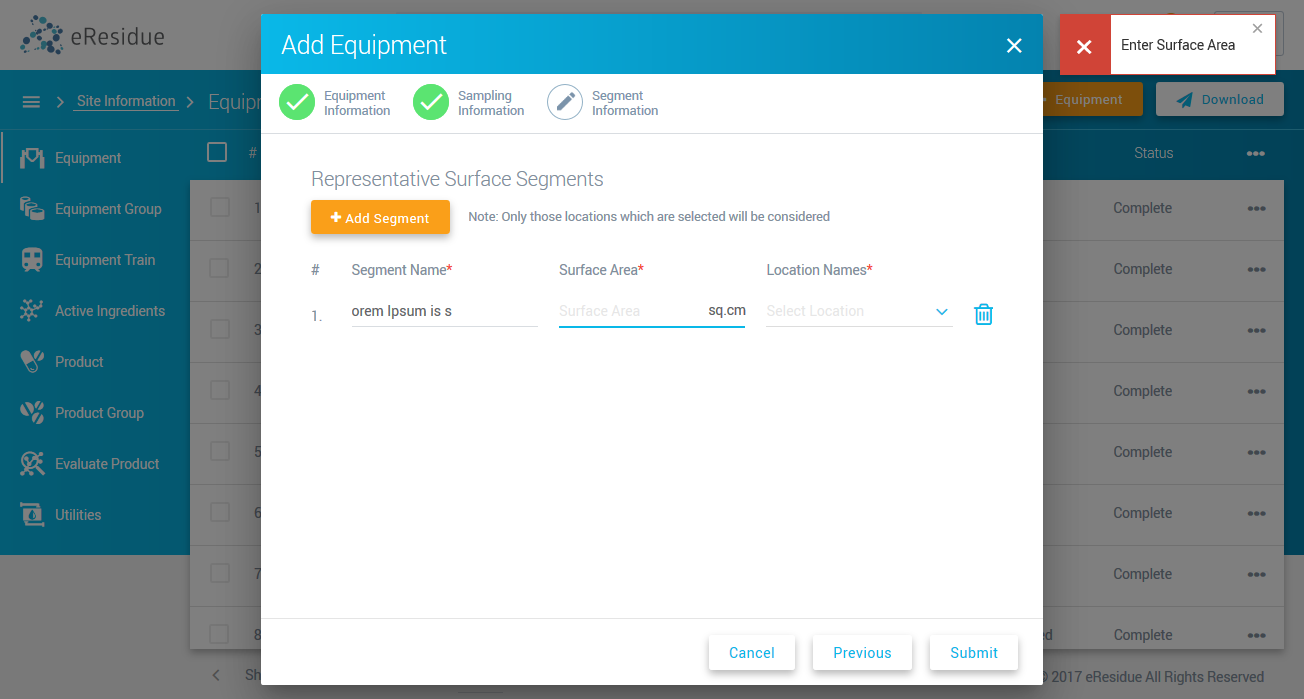 eResidue
Add Equipment
Enter Surface Area
Site Information
Equip
Equipment
Download
Equipment Information
Sampling Information
Segment Information
Equipment
Equipment Group
Equipment Train
Active Ingredients
Product
Product Group
Evaluate Product
Utilities
#
Status
1
Complete
2
Complete
3
Complete
4
Complete
5
Complete
6
Complete
7
Complete
8
ed
Complete
Representative Surface Segments
+ Add Segment
Note: Only those locations which are selected will be considered
# Segment Name* Surface Area* Location Names*
1. orem Ipsum is s Surface Area sq.cm Select Location
Cancel Previous Submit
Sh
© 2017 eResidue All Rights Reserved